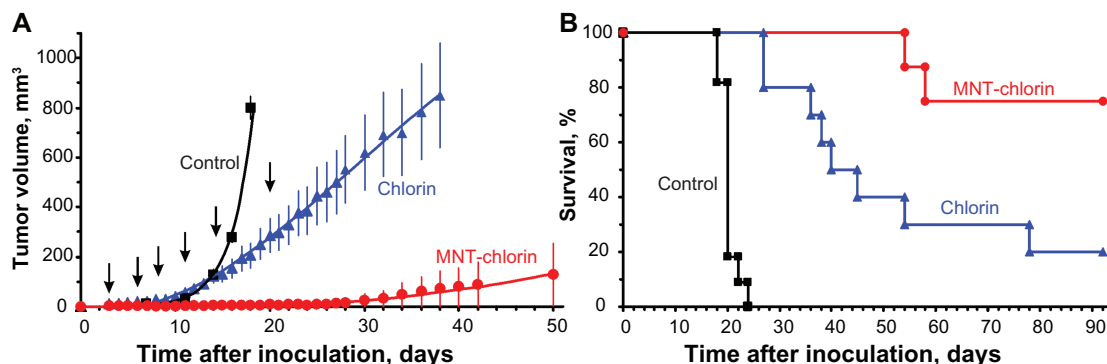 A
Tumor volume, mm³
1000
800
600
400
200
0
Control
Chlorin
MNT-chlorin
0 10 20 30 40 50
Time after inoculation, days
B
Survival, %
100
80
60
40
20
0
MNT-chlorin
Control
Chlorin
0 10 20 30 40 50 60 70 80 90
Time after inoculation, days